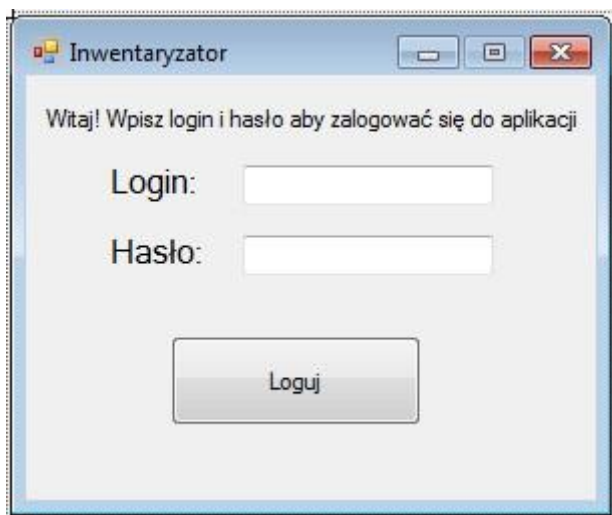 Inwentaryzator
Witaj! Wpisz login i hasło aby zalogować się do aplikacji
Login:
Hasło:
Loguj